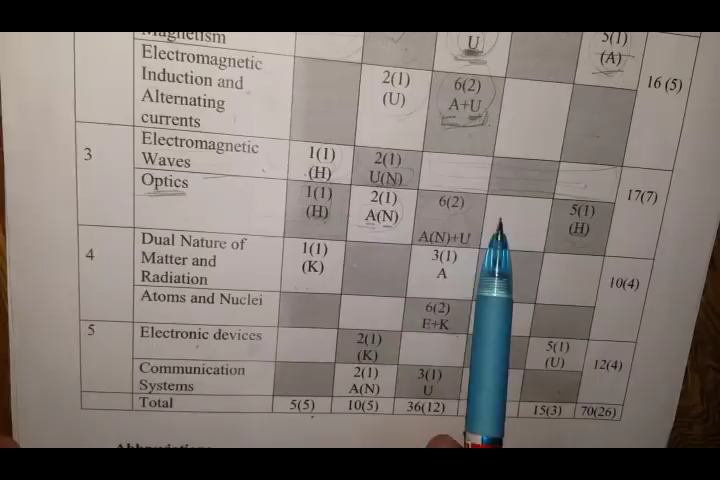 Magnetism U 5(1) (A)
Electromagnetic Induction and Alternating currents 2(1) (U) 6(2) A+U 16(5)
3 Electromagnetic Waves 1(1) (H) 2(1) U(N)
Optics 1(1) (H) 2(1) A(N) 6(2) A(N)+U 5(1) (H) 17(7)
4 Dual Nature of Matter and Radiation 1(1) (K) 3(1) A
Atoms and Nuclei 6(2) E+K 10(4)
5 Electronic devices 2(1) (K) 5(1) (U)
Communication Systems 2(1) A(N) 3(1) U 12(4)
Total 5(5) 10(5) 36(12) 15(3) 70(26)